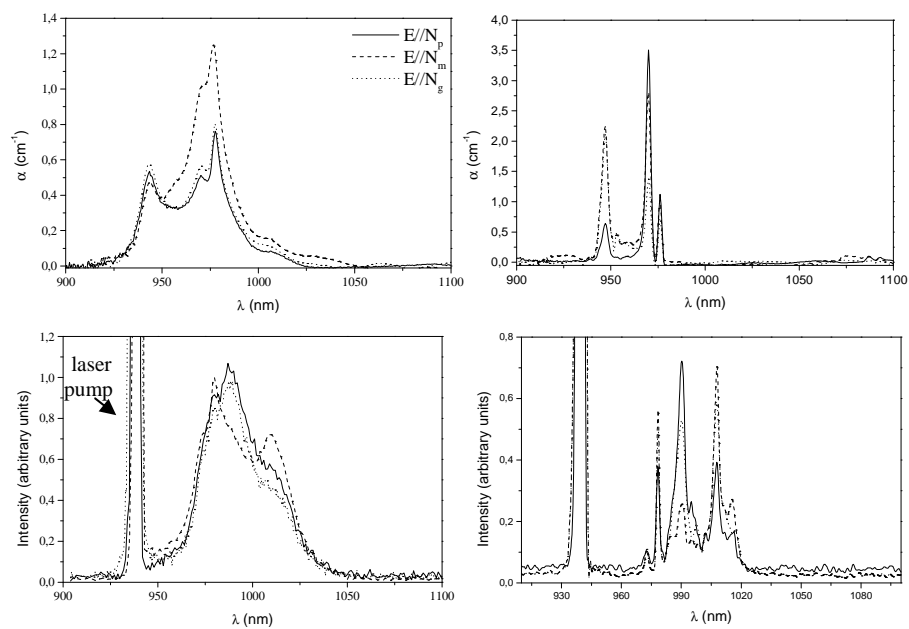 1,4
1,2
1,0
0,8
0,6
0,4
0,2
0,0
α (cm⁻¹)
900 950 1000 1050 1100
λ (nm)
E//Nₚ
E//Nₘ
E//N_g
4,0
3,5
3,0
2,5
2,0
1,5
1,0
0,5
0,0
α (cm⁻¹)
900 950 1000 1050 1100
λ (nm)
1,2
1,0
0,8
0,6
0,4
0,2
0,0
Intensity (arbitrary units)
laser
pump
900 950 1000 1050 1100
λ (nm)
0,8
0,6
0,4
0,2
0,0
Intensity (arbitrary units)
930 960 990 1020 1050 1080
λ (nm)